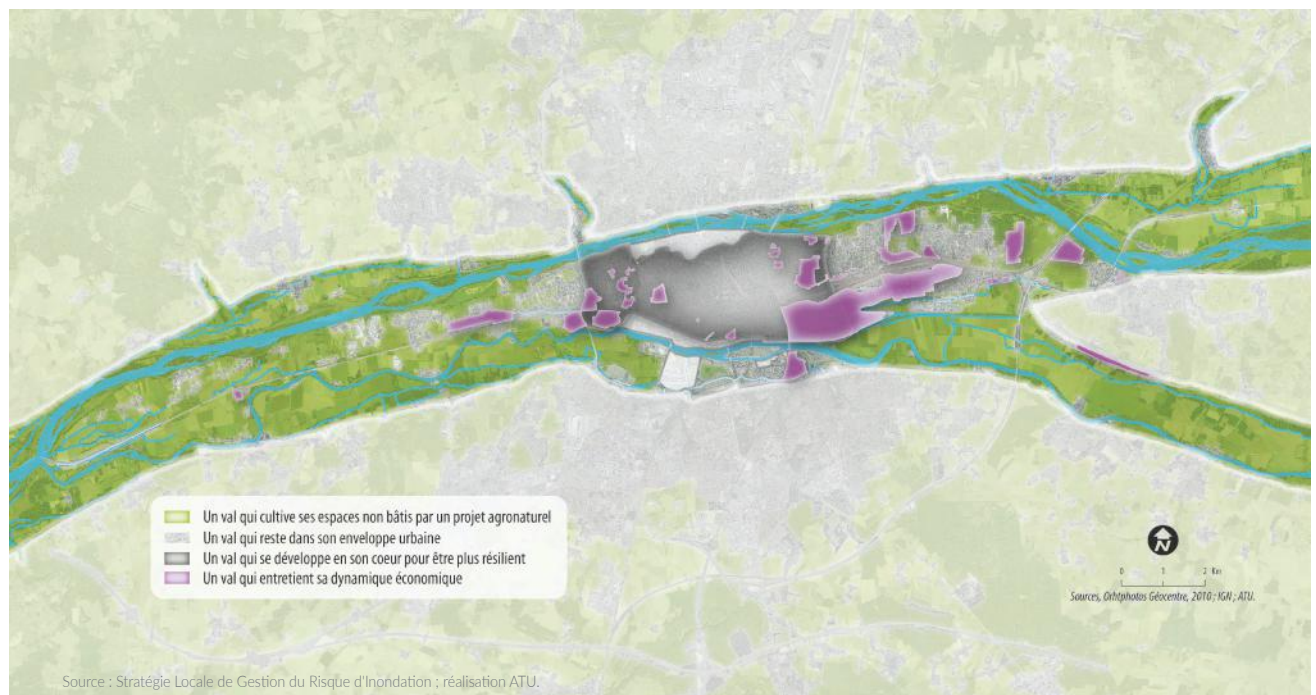 Un val qui cultive ses espaces non bâtis par un projet agronaturel
Un val qui reste dans son enveloppe urbaine
Un val qui se développe en son coeur pour être plus résilient
Un val qui entretient sa dynamique économique
N
0 1 2 Km
Sources, Orhtphotos Géocentre, 2010 ; IGN ; ATU.
Source : Stratégie Locale de Gestion du Risque d'Inondation ; réalisation ATU.